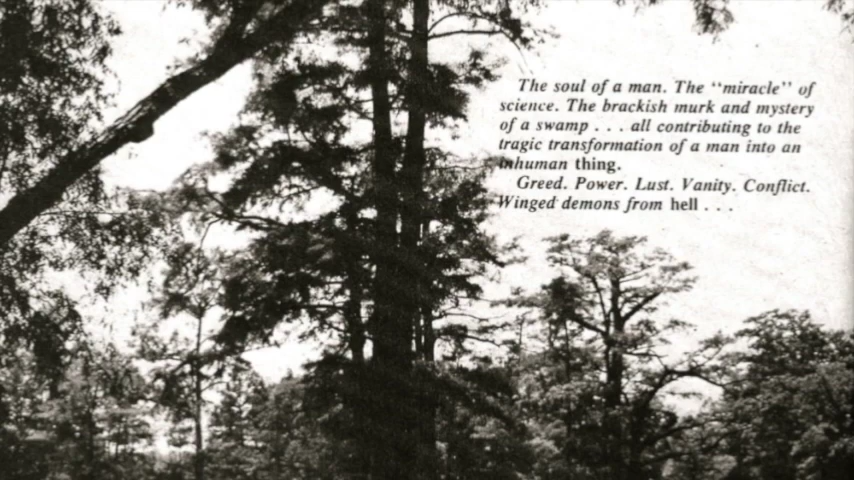 The soul of a man. The “miracle” of
science. The brackish murk and mystery
of a swamp . . . all contributing to the
tragic transformation of a man into an
inhuman thing.
Greed. Power. Lust. Vanity. Conflict.
Winged demons from hell . . .